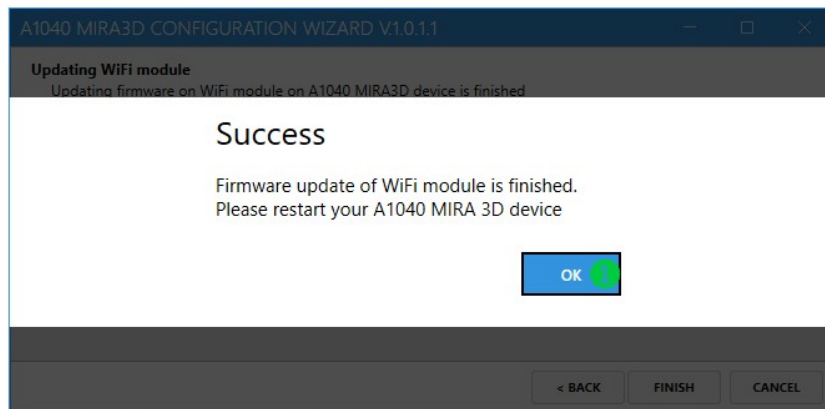 A1040 MIRA3D CONFIGURATION WIZARD V.1.0.1.1
Updating WiFi module
Updating firmware on WiFi module on A1040 MIRA3D device is finished
Success
Firmware update of WiFi module is finished.
Please restart your A1040 MIRA 3D device
OK 1
< BACK FINISH CANCEL